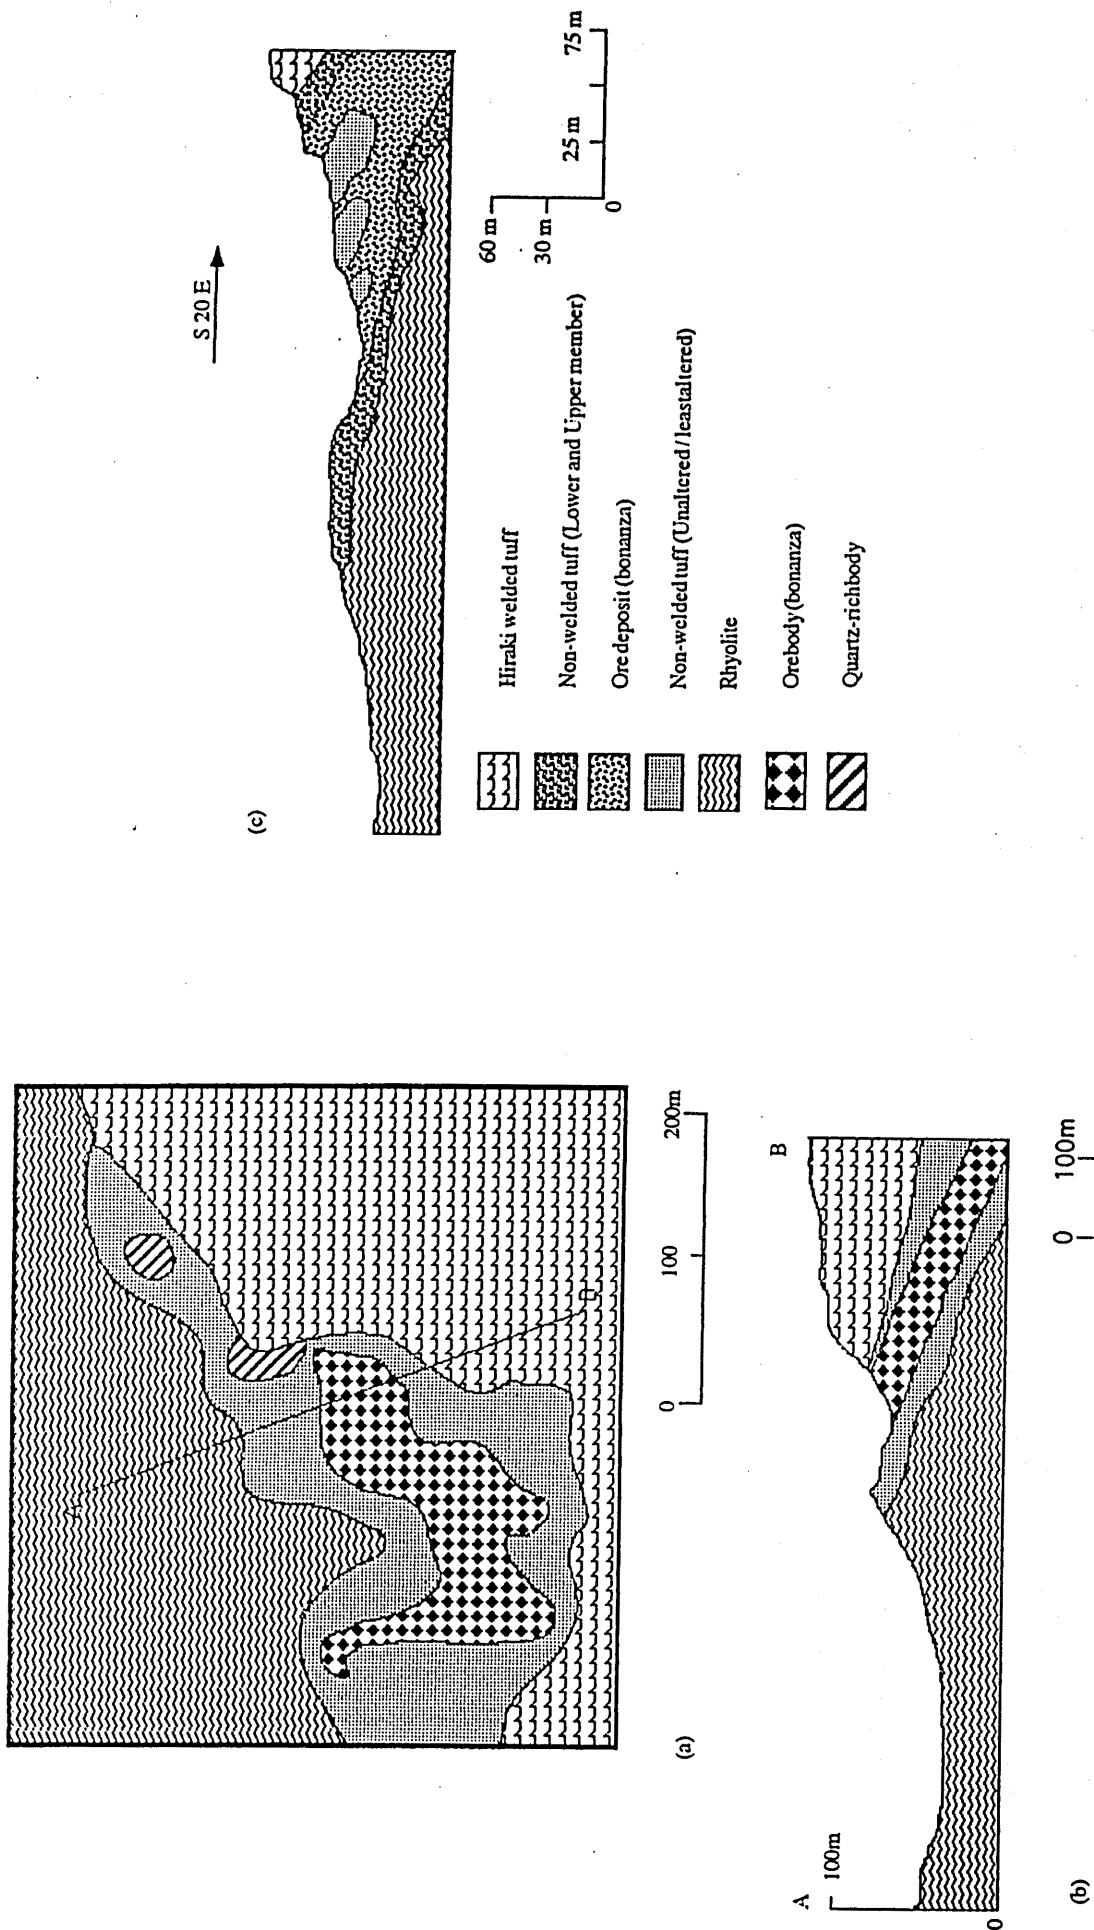 (a)
A
B
0
100
200m
(b)
A
B
100m
0
0
100m
(c)
S 20 E
60 m
30 m
0
25 m
75 m
Hiraki welded tuff
Non-welded tuff (Lower and Upper member)
Ore deposit (bonanza)
Non-welded tuff (Unaltered / leastaltered)
Rhyolite
Orebody (bonanza)
Quartz-richbody